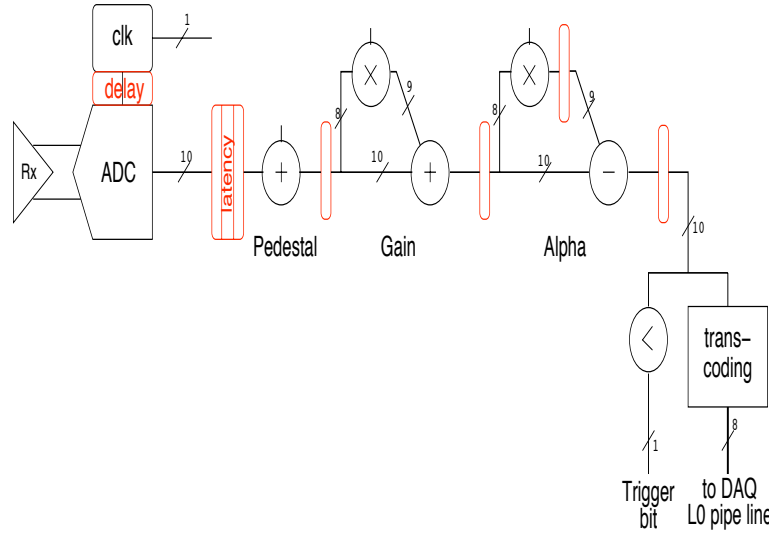 clk
1
delay
Rx
ADC
10
latency
+
Pedestal
8
×
9
10
+
Gain
8
×
9
10
−
Alpha
10
<
trans−
coding
1
8
Trigger
bit
to DAQ
L0 pipe line